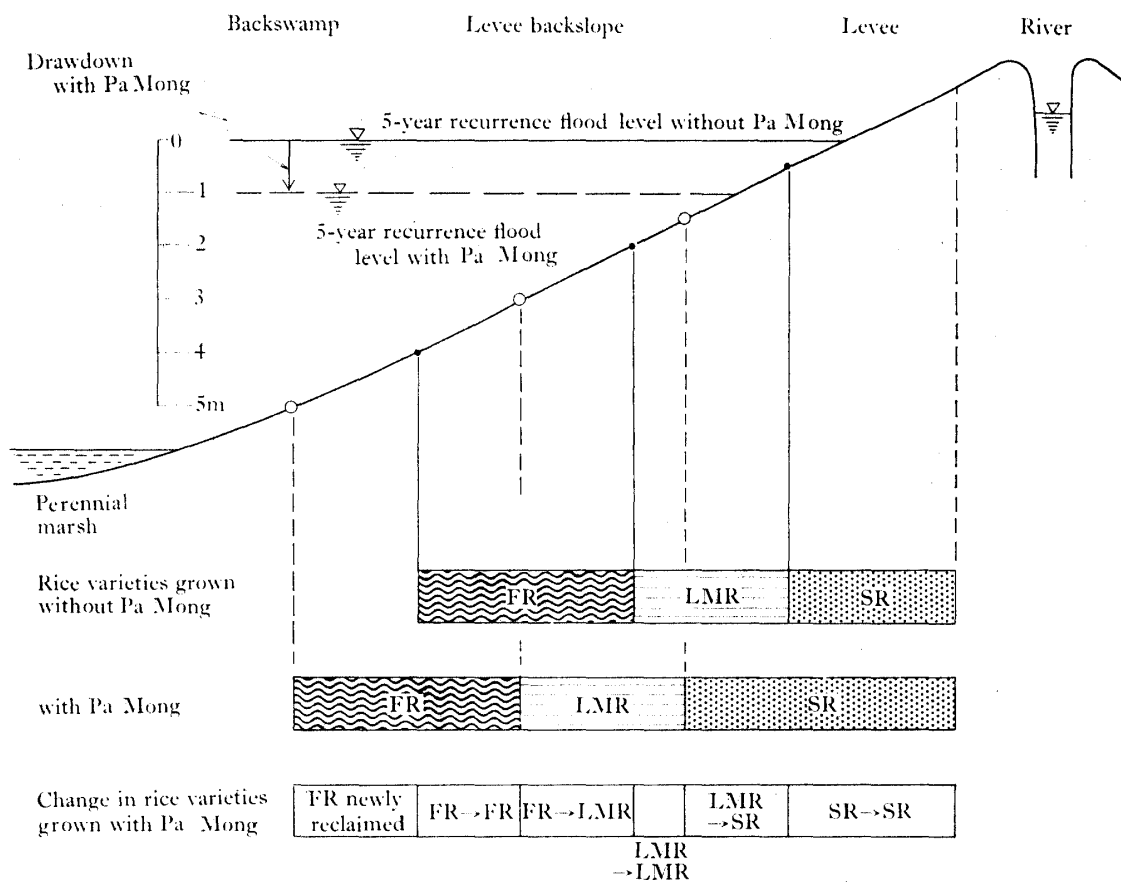 Backswamp
Levee backslope
Levee
River
Drawdown
with Pa Mong
5-year recurrence flood level without Pa Mong
0
1
5-year recurrence flood
level with Pa Mong
2
3
4
5m
Perennial
marsh
Rice varieties grown
without Pa Mong
FR
LMR
SR
with Pa Mong
FR
LMR
SR
Change in rice varieties
grown with Pa Mong
FR newly
reclaimed
FR→FR
FR→LMR
LMR
→SR
SR→SR
LMR
→LMR